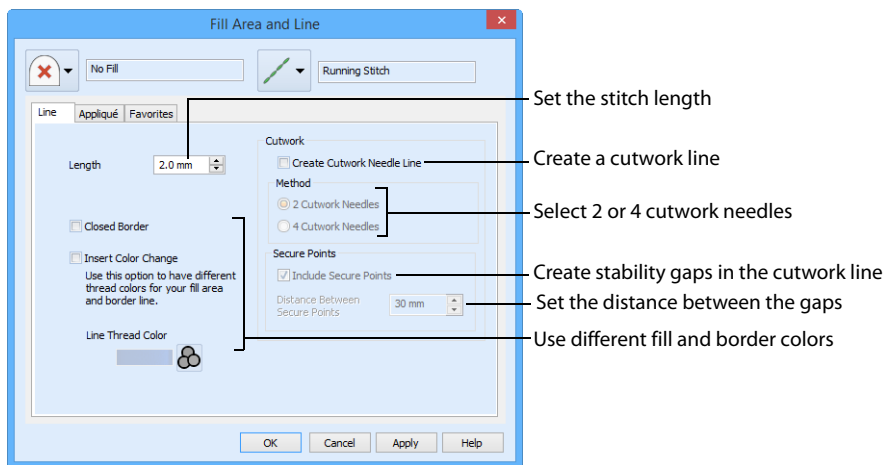 Fill Area and Line
No Fill
Running Stitch
Line
Appliqué
Favorites
Length
2.0 mm
Closed Border
Insert Color Change
Use this option to have different
thread colors for your fill area
and border line.
Line Thread Color
Cutwork
Create Cutwork Needle Line
Method
2 Cutwork Needles
4 Cutwork Needles
Secure Points
Include Secure Points
Distance Between
Secure Points
30 mm
OK
Cancel
Apply
Help
Set the stitch length
Create a cutwork line
Select 2 or 4 cutwork needles
Create stability gaps in the cutwork line
Set the distance between the gaps
Use different fill and border colors